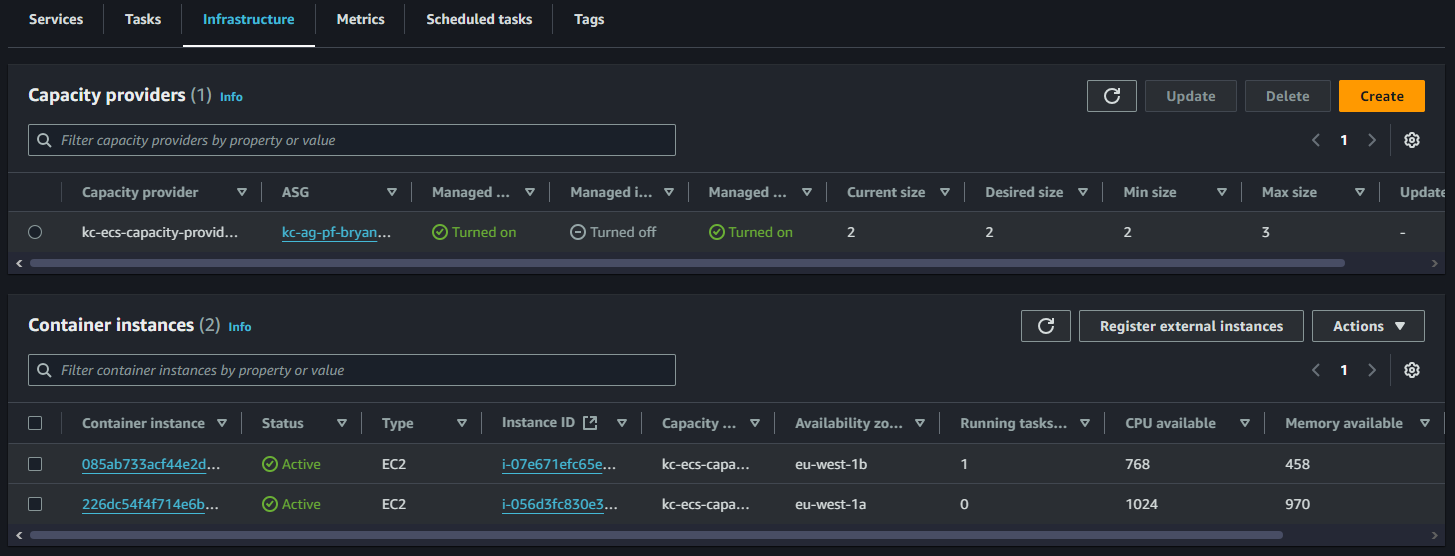 Services Tasks Infrastructure Metrics Scheduled tasks Tags
Capacity providers (1) Info Update Delete Create
Filter capacity providers by property or value 1
Capacity provider ASG Managed ... Managed i... Managed ... Current size Desired size Min size Max size Update
kc-ecs-capacity-provid... kc-ag-pf-bryan... Turned on Turned off Turned on 2 2 2 3 -
Container instances (2) Info Register external instances Actions
Filter container instances by property or value 1
Container instance Status Type Instance ID Capacity ... Availability zo... Running tasks... CPU available Memory available
085ab733acf44e2d... Active EC2 i-07e671efc65e... kc-ecs-capa... eu-west-1b 1 768 458
226dc54f4f714e6b... Active EC2 i-056d3fc830e3... kc-ecs-capa... eu-west-1a 0 1024 970